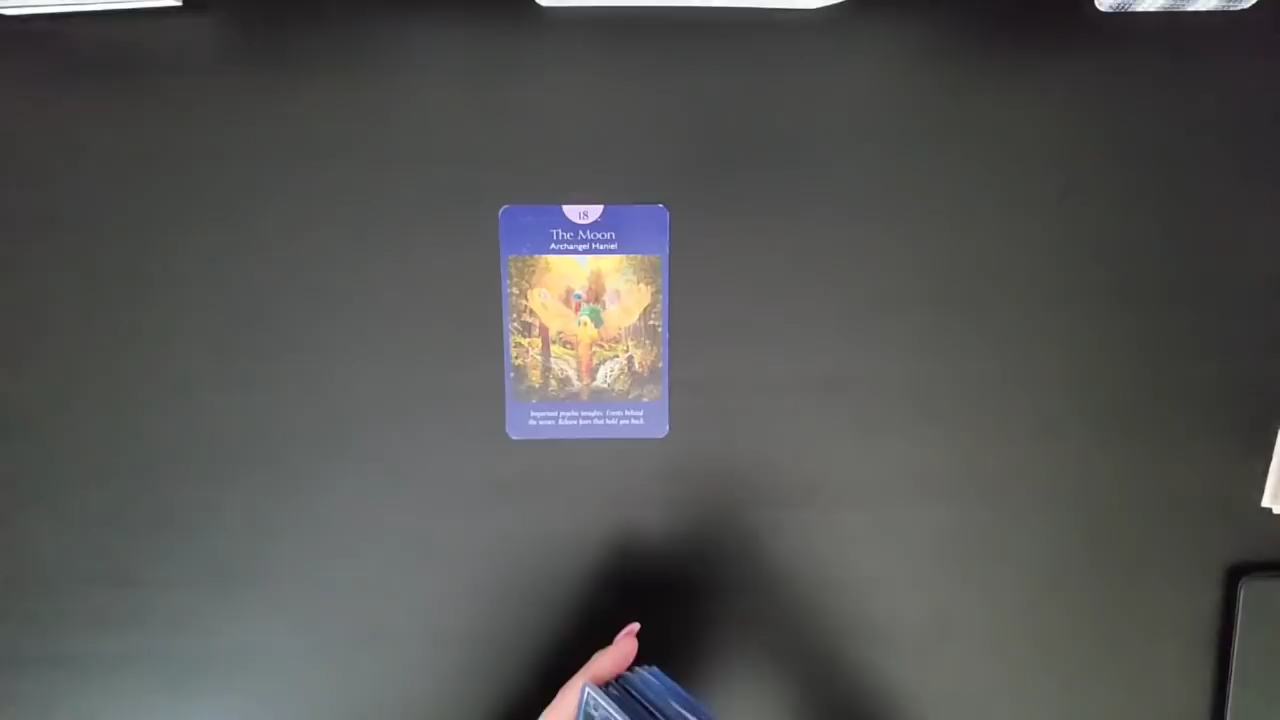 18
The Moon
Archangel Haniel
Important psychic insights. Events behind
the scenes. Release fears that hold you back.